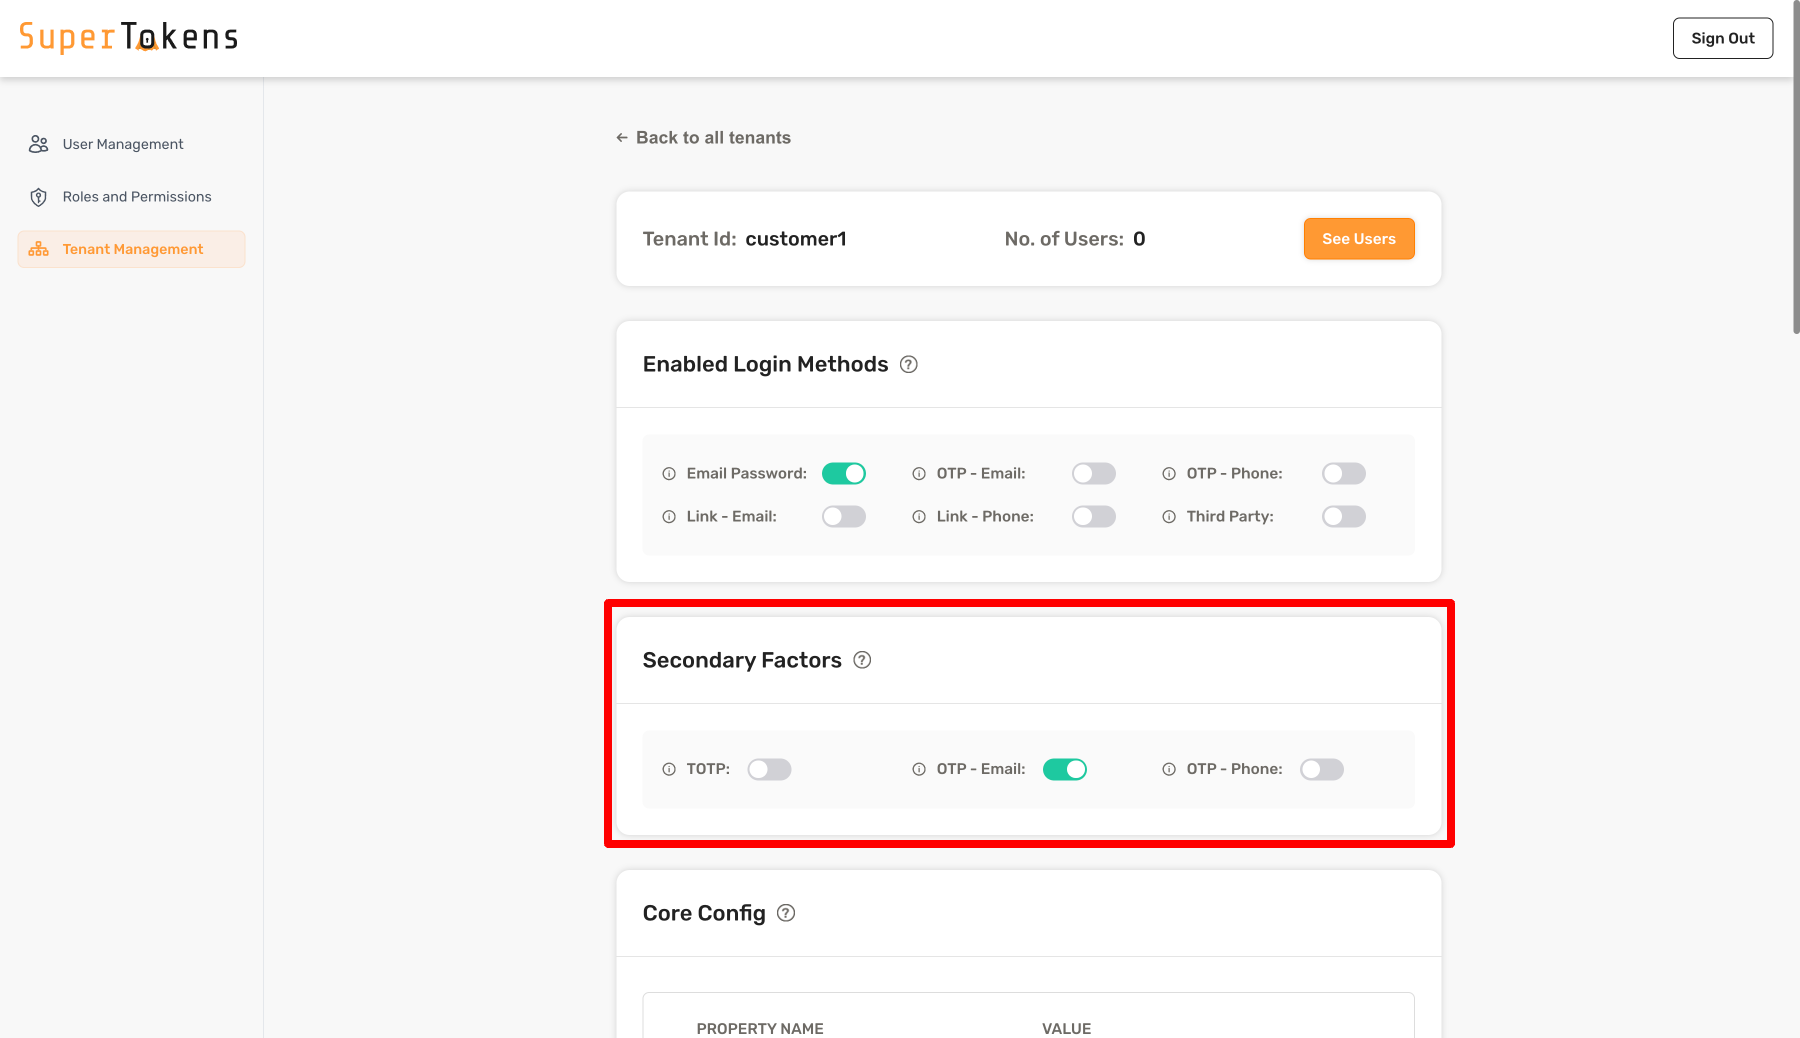 SuperTokens
Sign Out
User Management
Roles and Permissions
Tenant Management
← Back to all tenants
Tenant Id: customer1 No. of Users: 0 See Users
Enabled Login Methods ?
Email Password: OTP - Email: OTP - Phone:
Link - Email: Link - Phone: Third Party:
Secondary Factors ?
TOTP: OTP - Email: OTP - Phone:
Core Config ?
PROPERTY NAME VALUE